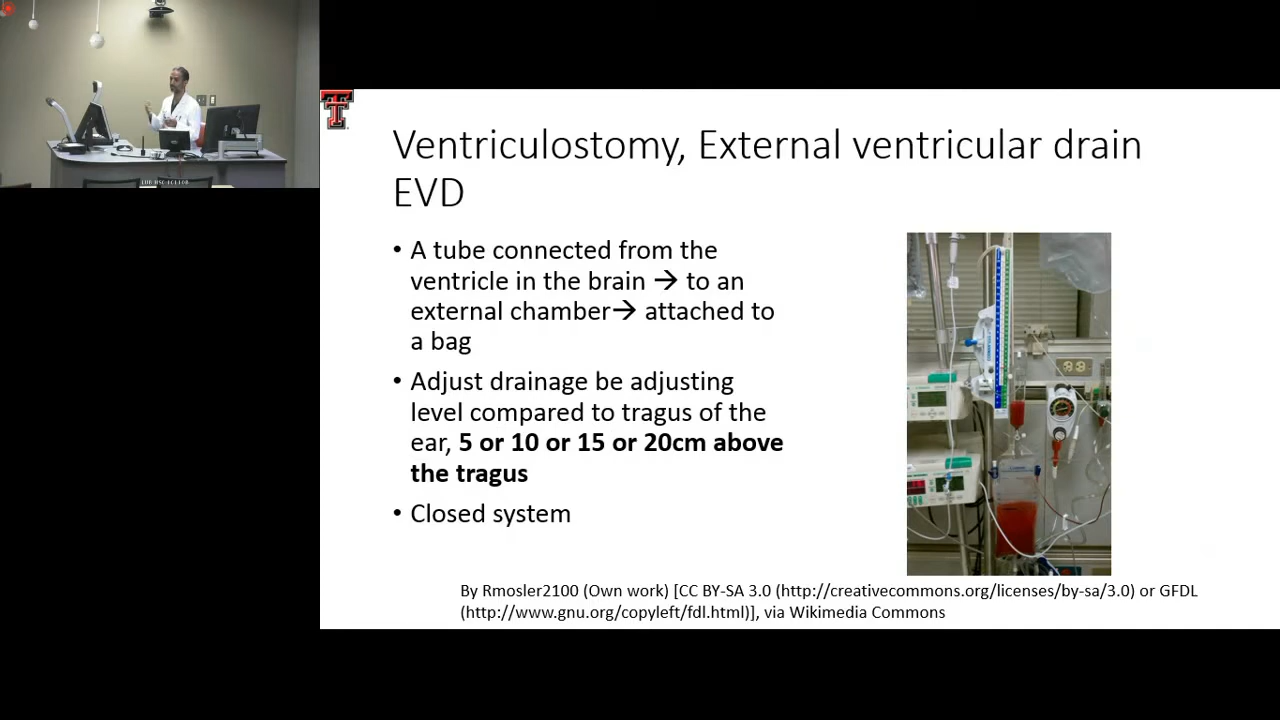 Ventriculostomy, External ventricular drain
EVD
• A tube connected from the
ventricle in the brain → to an
external chamber→ attached to
a bag
• Adjust drainage be adjusting
level compared to tragus of the
ear, 5 or 10 or 15 or 20cm above
the tragus
• Closed system
By Rmosler2100 (Own work) [CC BY-SA 3.0 (http://creativecommons.org/licenses/by-sa/3.0) or GFDL
(http://www.gnu.org/copyleft/fdl.html)], via Wikimedia Commons